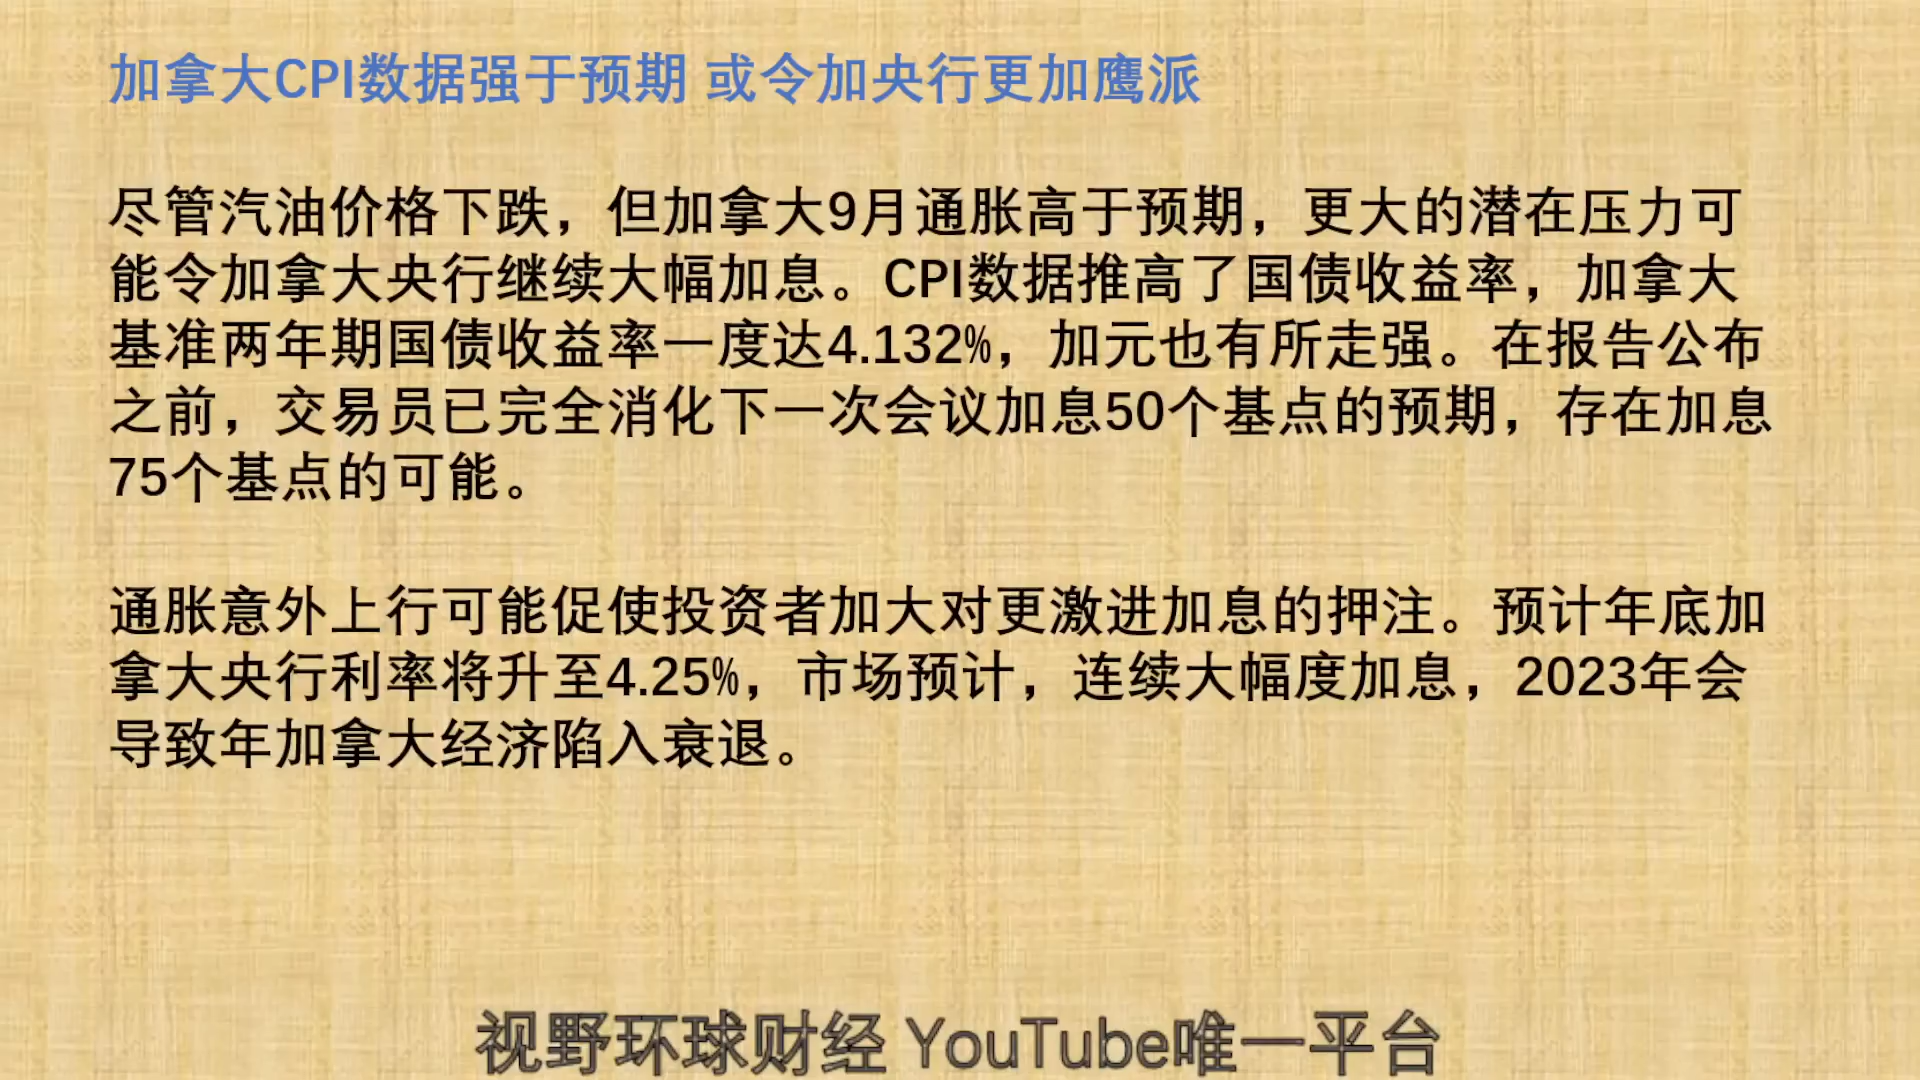 加拿大CPI数据强于预期 或令加央行更加鹰派
尽管汽油价格下跌，但加拿大9月通胀高于预期，更大的潜在压力可
能令加拿大央行继续大幅加息。CPI数据推高了国债收益率，加拿大
基准两年期国债收益率一度达4.132%，加元也有所走强。在报告公布
之前，交易员已完全消化下一次会议加息50个基点的预期，存在加息
75个基点的可能。
通胀意外上行可能促使投资者加大对更激进加息的押注。预计年底加
拿大央行利率将升至4.25%，市场预计，连续大幅度加息，2023年会
导致年加拿大经济陷入衰退。
视野环球财经 YouTube唯一平台